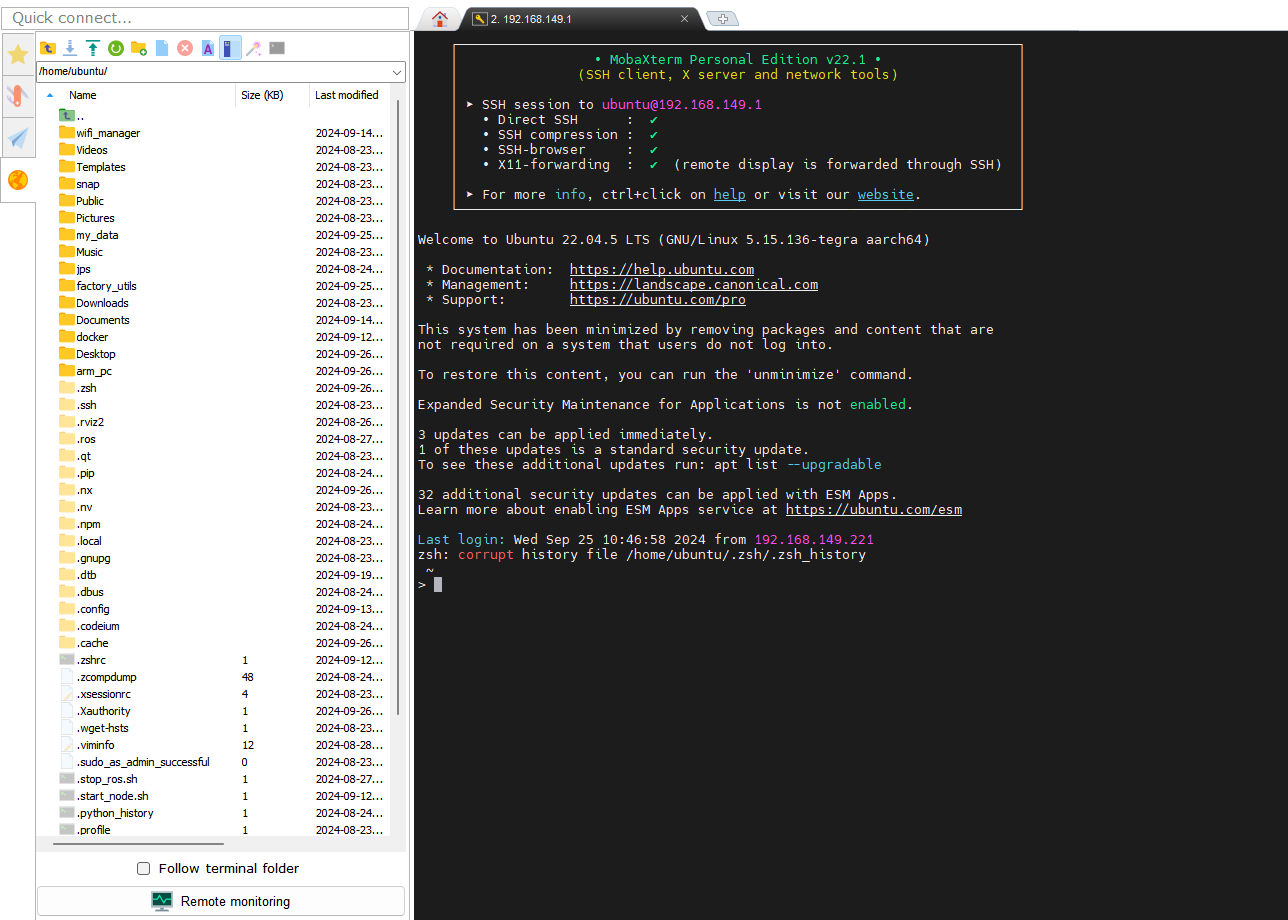 Quick connect...
2. 192.168.149.1
/home/ubuntu/
Name Size (KB) Last modified
..
wifi_manager 2024-09-14...
Videos 2024-08-23...
Templates 2024-08-23...
snap 2024-08-23...
Public 2024-08-23...
Pictures 2024-08-23...
my_data 2024-09-25...
Music 2024-08-23...
jps 2024-08-24...
factory_utils 2024-09-25...
Downloads 2024-08-23...
Documents 2024-09-14...
docker 2024-09-12...
Desktop 2024-09-26...
arm_pc 2024-09-26...
.zsh 2024-09-26...
.ssh 2024-08-23...
.rviz2 2024-08-26...
.ros 2024-08-27...
.qt 2024-08-23...
.pip 2024-08-24...
.nx 2024-09-26...
.nv 2024-08-23...
.npm 2024-08-24...
.local 2024-08-23...
.gnupg 2024-08-23...
.dtb 2024-09-19...
.dbus 2024-08-24...
.config 2024-09-13...
.codeium 2024-08-24...
.cache 2024-09-26...
.zshrc 1 2024-09-12...
.zcompdump 48 2024-08-24...
.xsessionrc 4 2024-08-23...
.Xauthority 1 2024-09-26...
.wget-hsts 1 2024-08-23...
.viminfo 12 2024-08-28...
.sudo_as_admin_successful 0 2024-08-23...
.stop_ros.sh 1 2024-08-27...
.start_node.sh 1 2024-09-12...
.python_history 1 2024-08-24...
.profile 1 2024-08-23...
Follow terminal folder
Remote monitoring
• MobaXterm Personal Edition v22.1 •
(SSH client, X server and network tools)
➤ SSH session to ubuntu@192.168.149.1
• Direct SSH : ✔
• SSH compression : ✔
• SSH-browser : ✔
• X11-forwarding : ✔ (remote display is forwarded through SSH)
➤ For more info, ctrl+click on help or visit our website.
Welcome to Ubuntu 22.04.5 LTS (GNU/Linux 5.15.136-tegra aarch64)
* Documentation: https://help.ubuntu.com
* Management: https://landscape.canonical.com
* Support: https://ubuntu.com/pro
This system has been minimized by removing packages and content that are
not required on a system that users do not log into.
To restore this content, you can run the 'unminimize' command.
Expanded Security Maintenance for Applications is not enabled.
3 updates can be applied immediately.
1 of these updates is a standard security update.
To see these additional updates run: apt list --upgradable
32 additional security updates can be applied with ESM Apps.
Learn more about enabling ESM Apps service at https://ubuntu.com/esm
Last login: Wed Sep 25 10:46:58 2024 from 192.168.149.221
zsh: corrupt history file /home/ubuntu/.zsh/.zsh_history
~
>